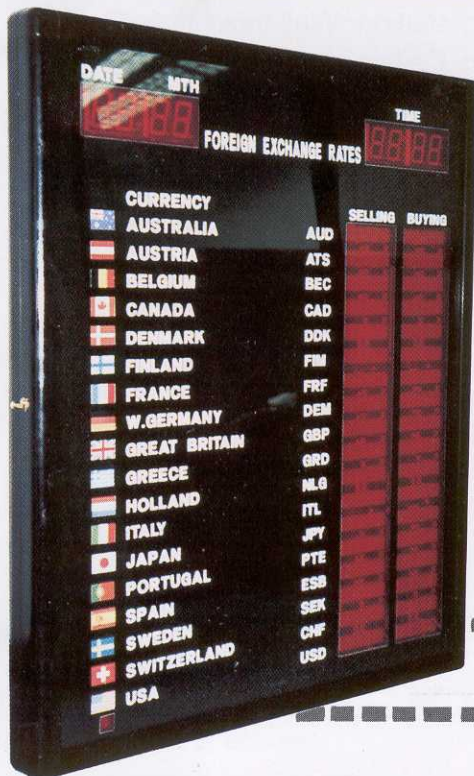 DATE MTH
TIME
FOREIGN EXCHANGE RATES
CURRENCY SELLING BUYING
AUSTRALIA AUD
AUSTRIA ATS
BELGIUM BEC
CANADA CAD
DENMARK DDK
FINLAND FIM
FRANCE FRF
W.GERMANY DEM
GREAT BRITAIN GBP
GREECE GRD
HOLLAND NLG
ITALY ITL
JAPAN JPY
PORTUGAL PTE
SPAIN ESB
SWEDEN SEK
SWITZERLAND CHF
USA USD